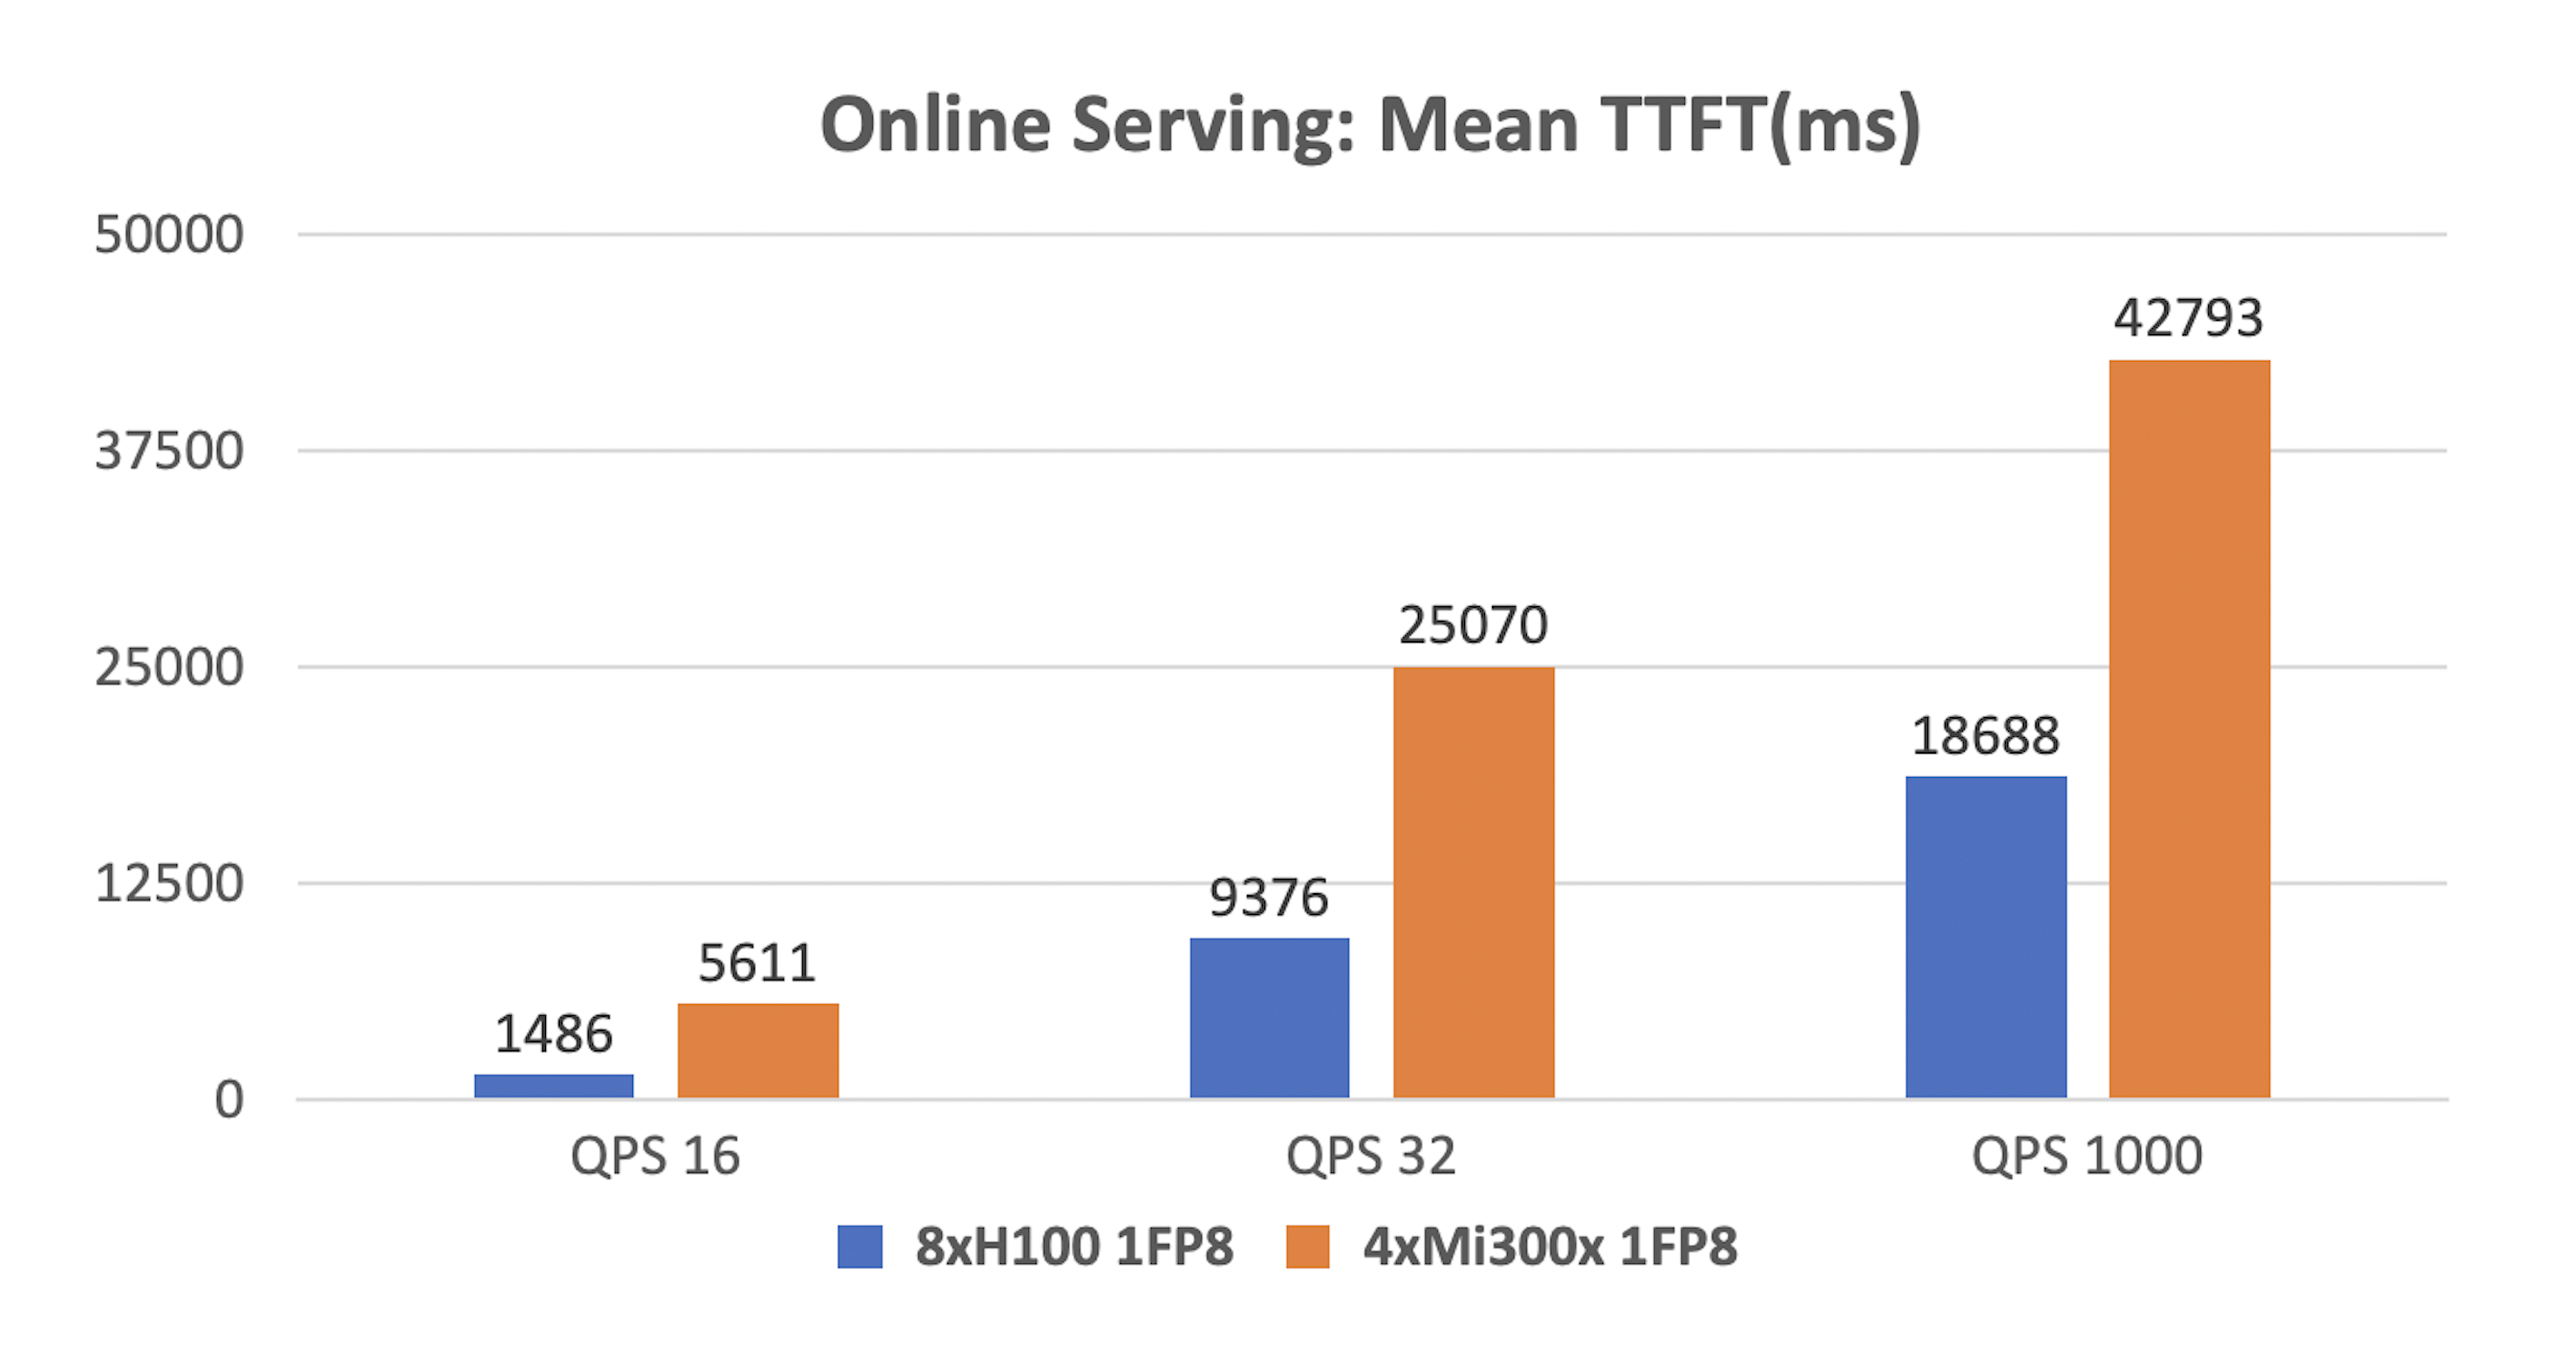 Online Serving: Mean TTFT(ms)
50000
42793
37500
25070
25000
18688
12500
9376
5611
1486
0
QPS 16
QPS 32
QPS 1000
8xH100 1FP8
4xMi300x 1FP8